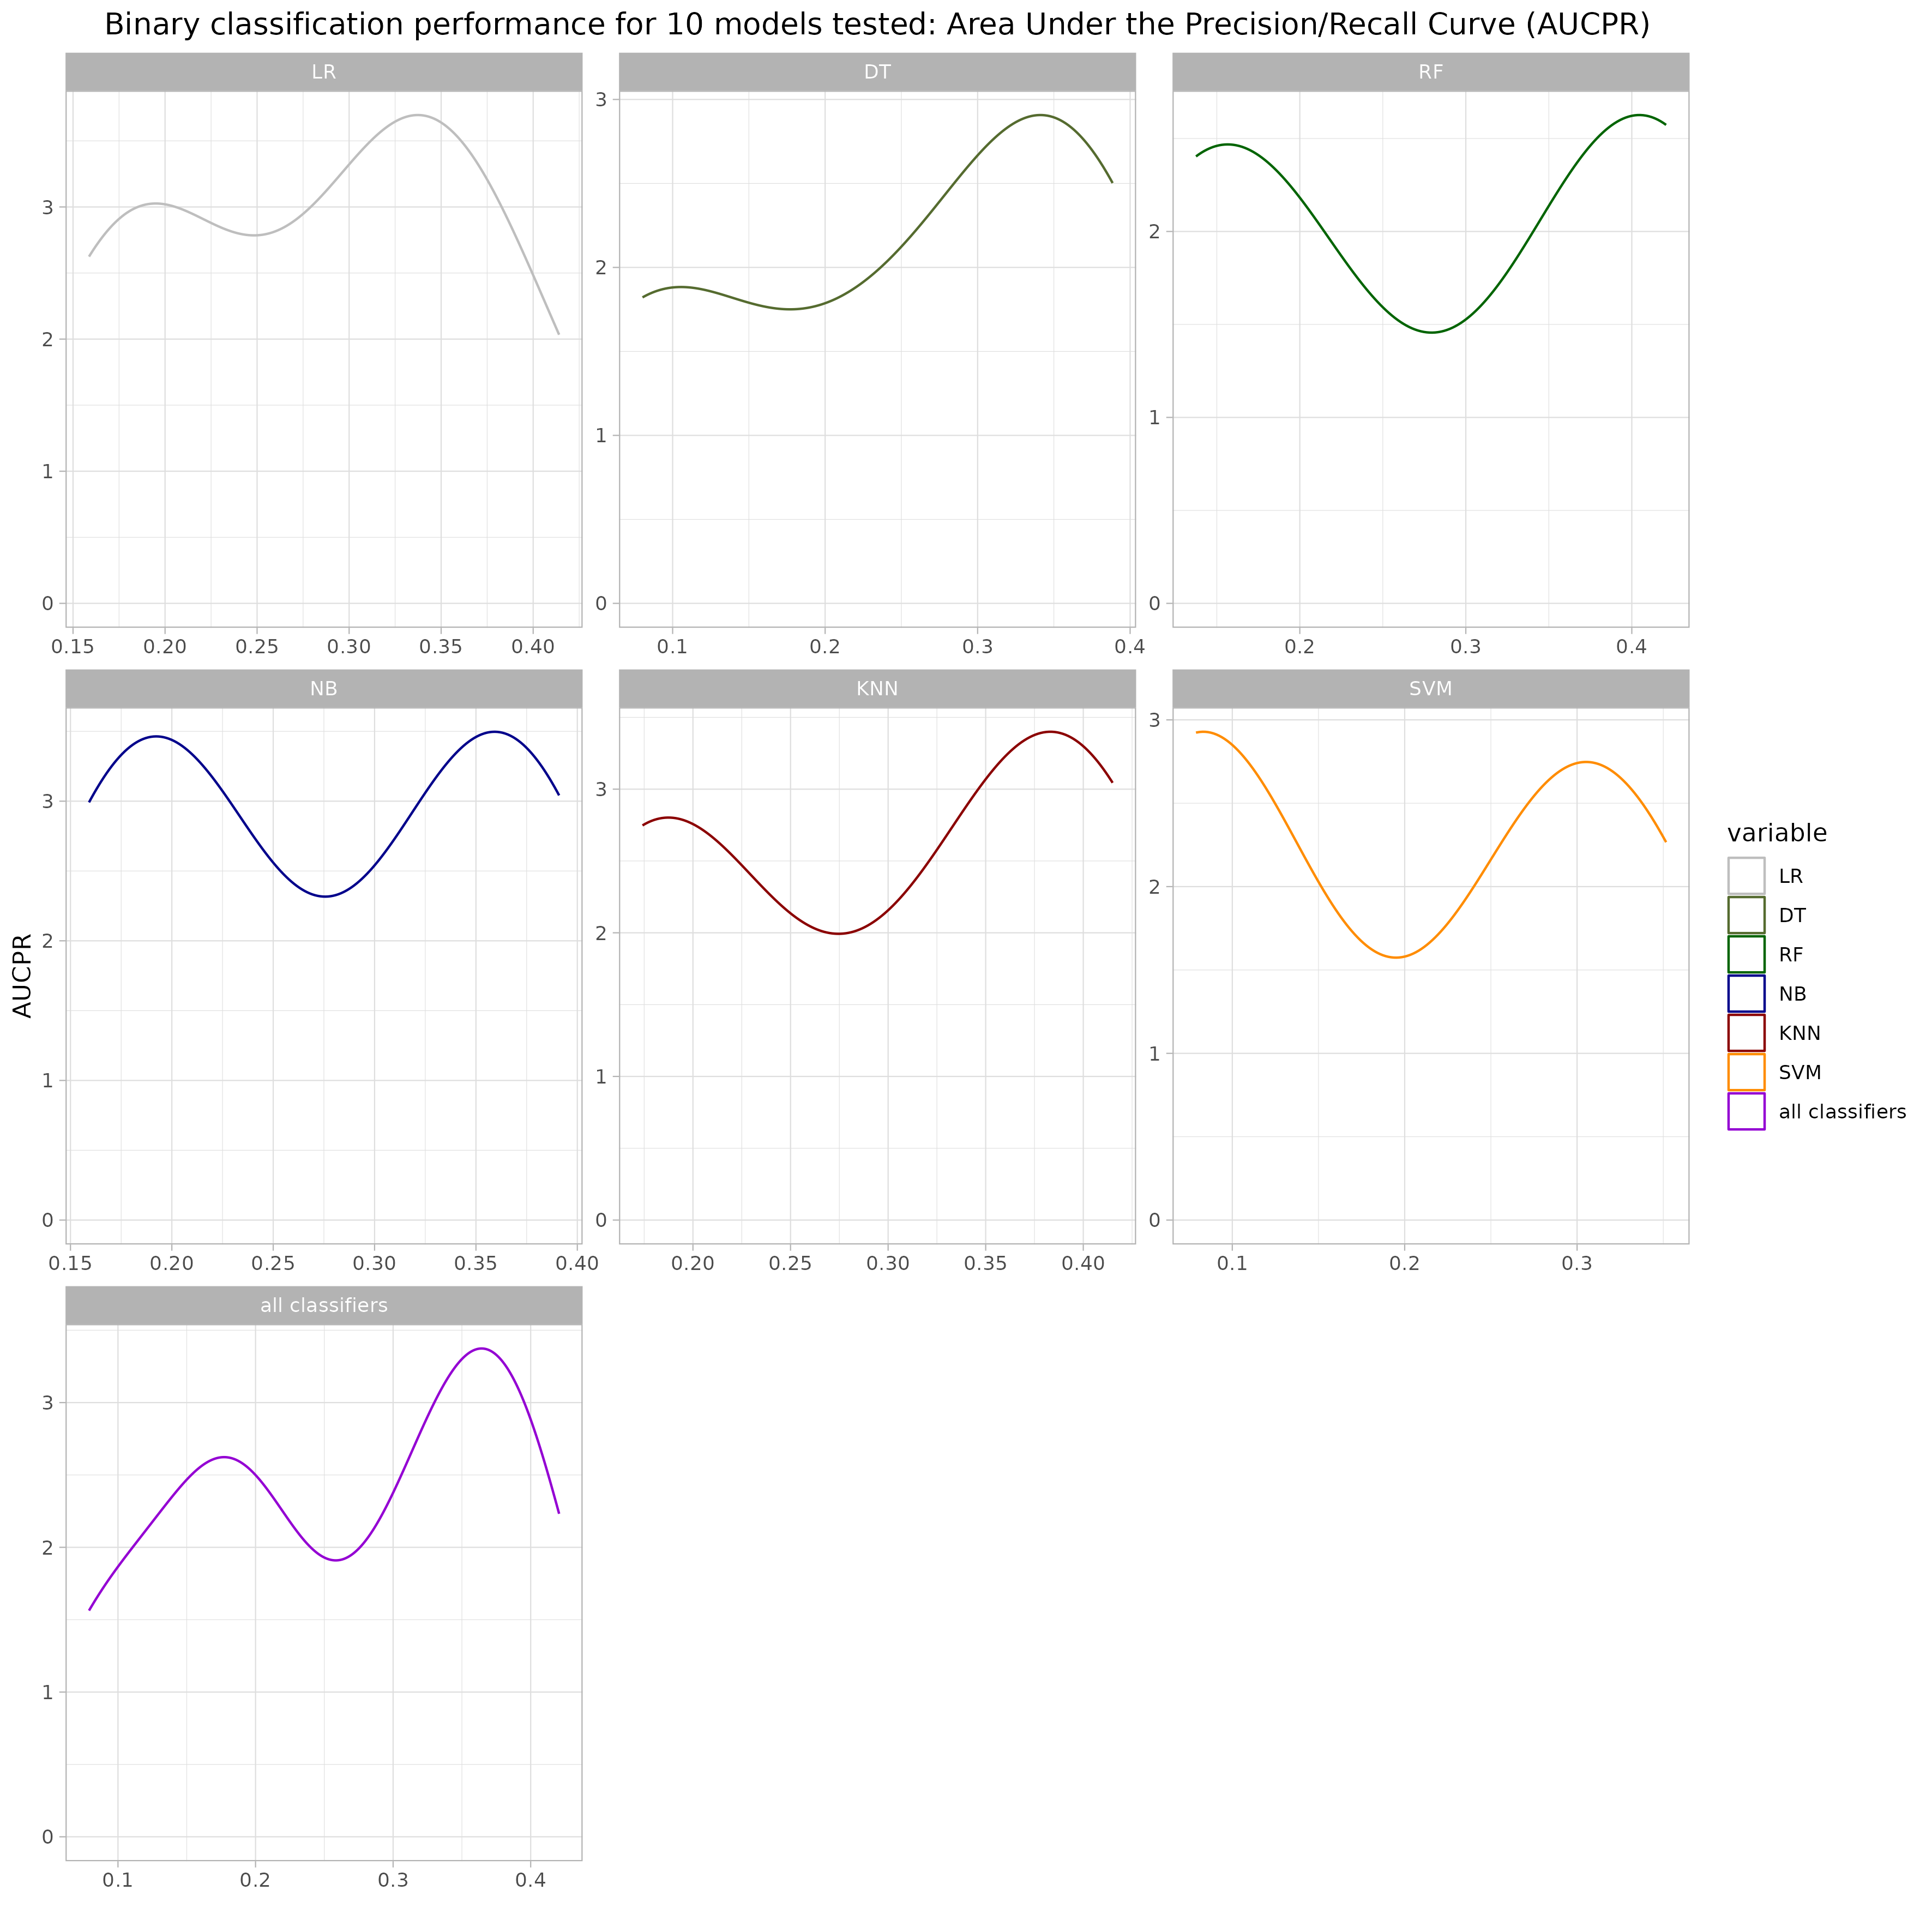 Binary classification performance for 10 models tested: Area Under the Precision/Recall Curve (AUCPR)
LR
DT
RF
3
2
1
0
3
2
1
0
2
1
0
0.15 0.20 0.25 0.30 0.35 0.40
0.1 0.2 0.3 0.4
0.2 0.3 0.4
NB
KNN
SVM
3
2
1
0
3
2
1
0
3
2
1
0
0.15 0.20 0.25 0.30 0.35 0.40
0.20 0.25 0.30 0.35 0.40
0.1 0.2 0.3
all classifiers
3
2
1
0
0.1 0.2 0.3 0.4
AUCPR
variable
LR
DT
RF
NB
KNN
SVM
all classifiers